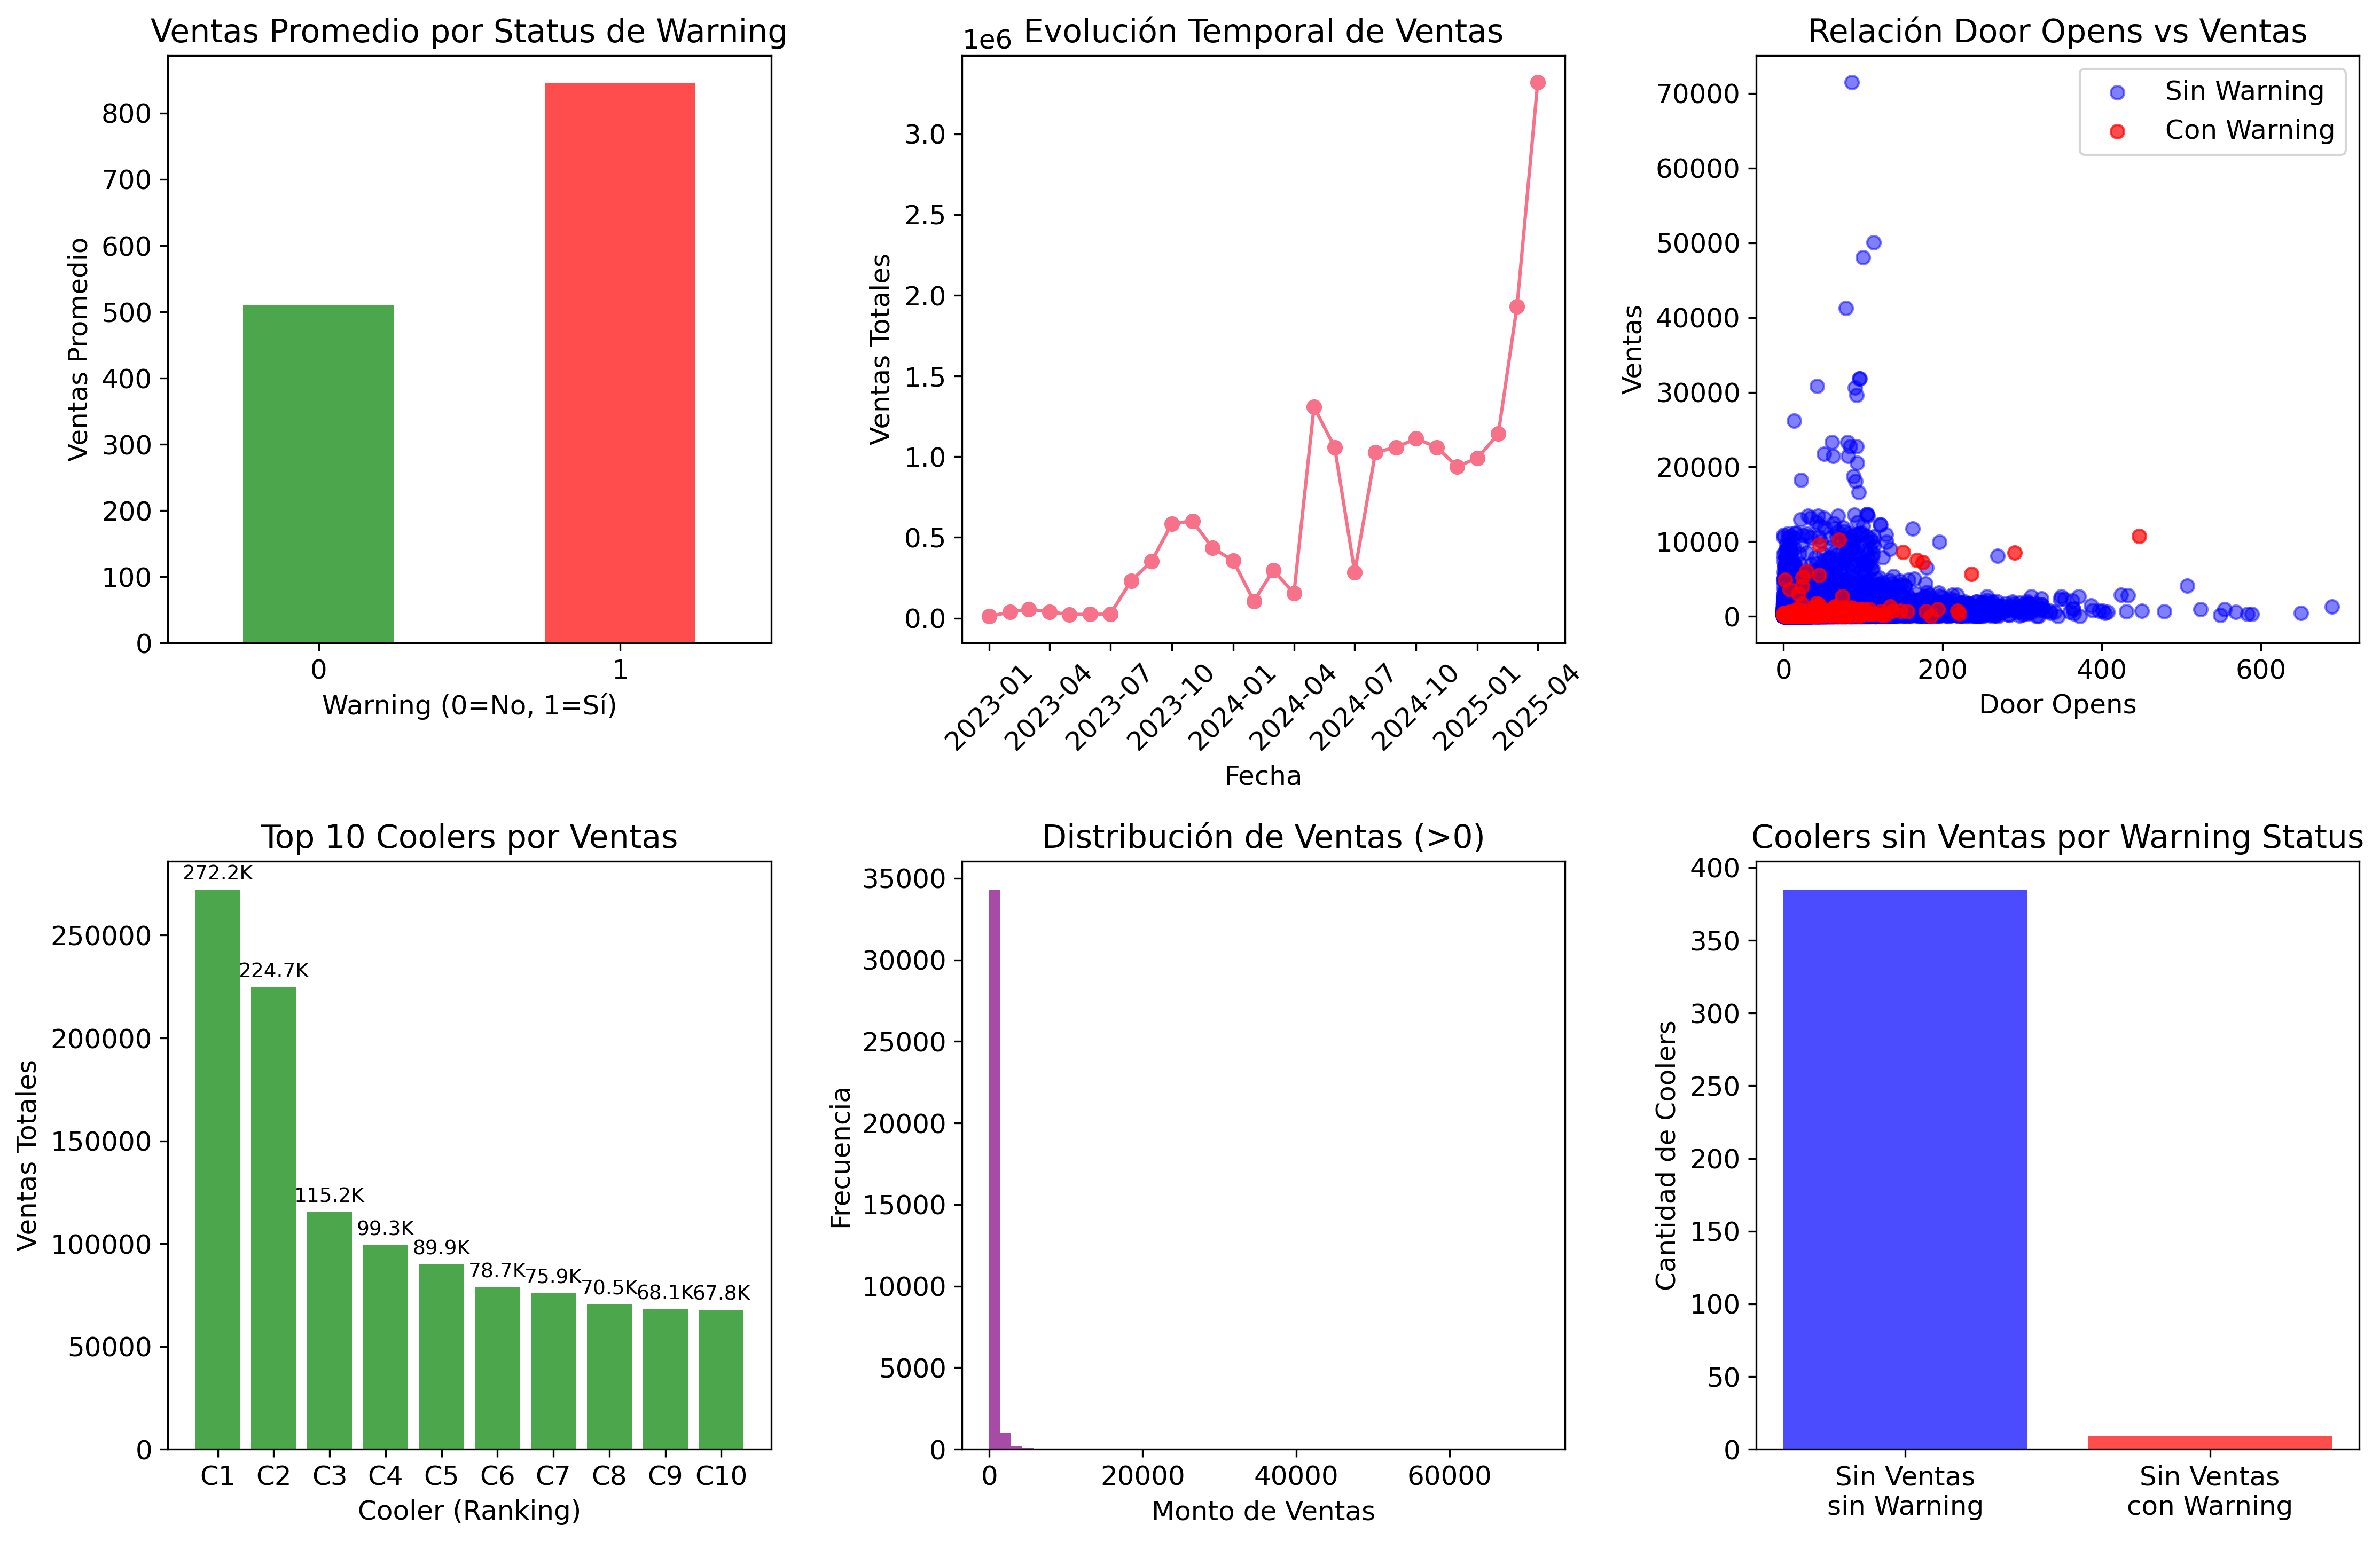 Ventas Promedio por Status de Warning
Ventas Promedio
800
700
600
500
400
300
200
100
0
0 1
Warning (0=No, 1=Sí)
Evolución Temporal de Ventas
1e6
Ventas Totales
3.0
2.5
2.0
1.5
1.0
0.5
0.0
2023-01 2023-04 2023-07 2023-10 2024-01 2024-04 2024-07 2024-10 2025-01 2025-04
Fecha
Relación Door Opens vs Ventas
Sin Warning
Con Warning
Ventas
70000
60000
50000
40000
30000
20000
10000
0
0 200 400 600
Door Opens
Top 10 Coolers por Ventas
Ventas Totales
250000
200000
150000
100000
50000
0
272.2K
224.7K
115.2K
99.3K
89.9K
78.7K
75.9K
70.5K
68.1K
67.8K
C1 C2 C3 C4 C5 C6 C7 C8 C9 C10
Cooler (Ranking)
Distribución de Ventas (>0)
Frecuencia
35000
30000
25000
20000
15000
10000
5000
0
0 20000 40000 60000
Monto de Ventas
Coolers sin Ventas por Warning Status
Cantidad de Coolers
400
350
300
250
200
150
100
50
0
Sin Ventas
sin Warning
Sin Ventas
con Warning